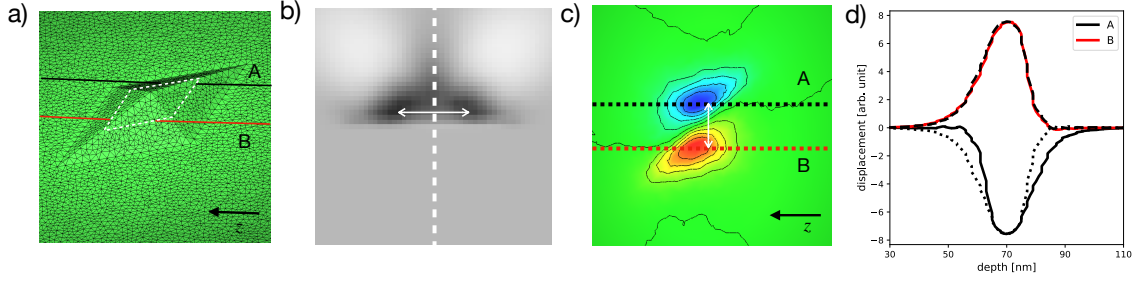 a)
A
B
z
b)
c)
A
B
z
d)
A
B
displacement [arb. unit]
8
6
4
2
0
−2
−4
−6
−8
30
50
70
90
110
depth [nm]